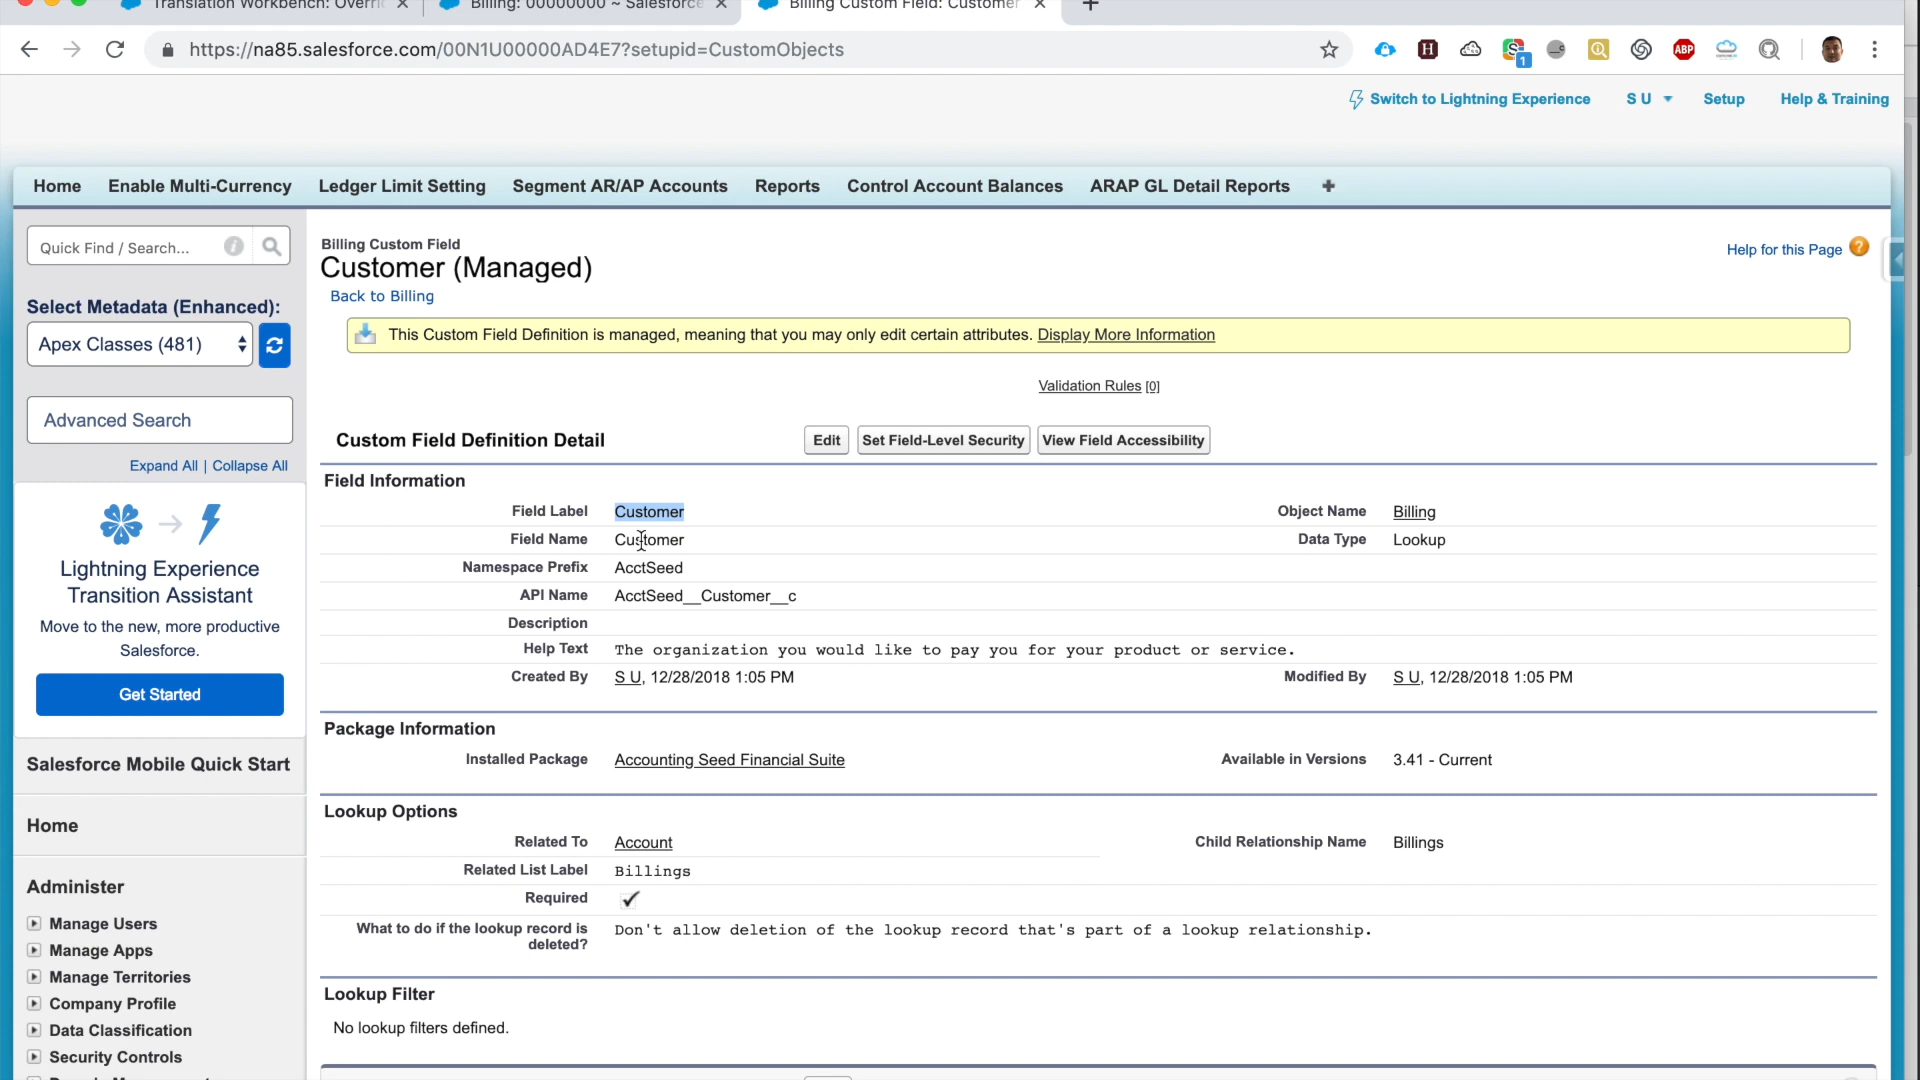 Translation Workbench: Overri
Billing: 00000000 ~ Salesforce
Billing Custom Field: Customer
https://na85.salesforce.com/00N1U00000AD4E7?setupid=CustomObjects
H
1
ABP
Switch to Lightning Experience
S U
Setup
Help & Training
Home
Enable Multi-Currency
Ledger Limit Setting
Segment AR/AP Accounts
Reports
Control Account Balances
ARAP GL Detail Reports
Quick Find / Search...
Select Metadata (Enhanced):
Apex Classes (481)
Advanced Search
Expand All | Collapse All
Lightning Experience
Transition Assistant
Move to the new, more productive
Salesforce.
Get Started
Salesforce Mobile Quick Start
Home
Administer
Manage Users
Manage Apps
Manage Territories
Company Profile
Data Classification
Security Controls
Billing Custom Field
Customer (Managed)
Back to Billing
Help for this Page
This Custom Field Definition is managed, meaning that you may only edit certain attributes. Display More Information
Validation Rules [0]
Custom Field Definition Detail
Edit
Set Field-Level Security
View Field Accessibility
Field Information
Field Label Customer Object Name Billing
Field Name Customer Data Type Lookup
Namespace Prefix AcctSeed
API Name AcctSeed__Customer__c
Description
Help Text The organization you would like to pay you for your product or service.
Created By S U, 12/28/2018 1:05 PM Modified By S U, 12/28/2018 1:05 PM
Package Information
Installed Package Accounting Seed Financial Suite Available in Versions 3.41 - Current
Lookup Options
Related To Account Child Relationship Name Billings
Related List Label Billings
Required
What to do if the lookup record is
deleted?
Don't allow deletion of the lookup record that's part of a lookup relationship.
Lookup Filter
No lookup filters defined.